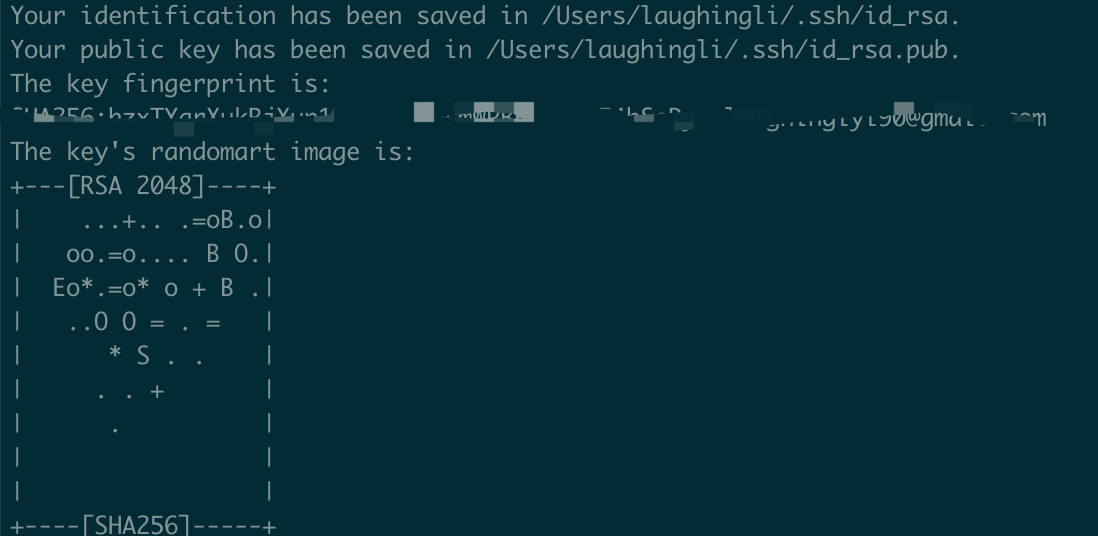 Your identification has been saved in /Users/laughingli/.ssh/id_rsa.
Your public key has been saved in /Users/laughingli/.ssh/id_rsa.pub.
The key fingerprint is:
The key's randomart image is:
+---[RSA 2048]----+
|    ...+.. .=oB.o|
|   oo.=o.... B O.|
|  Eo*.=o* o + B .|
|   ..O O = . =   |
|      * S . .    |
|     . . +       |
|      .          |
|                 |
|                 |
+----[SHA256]-----+